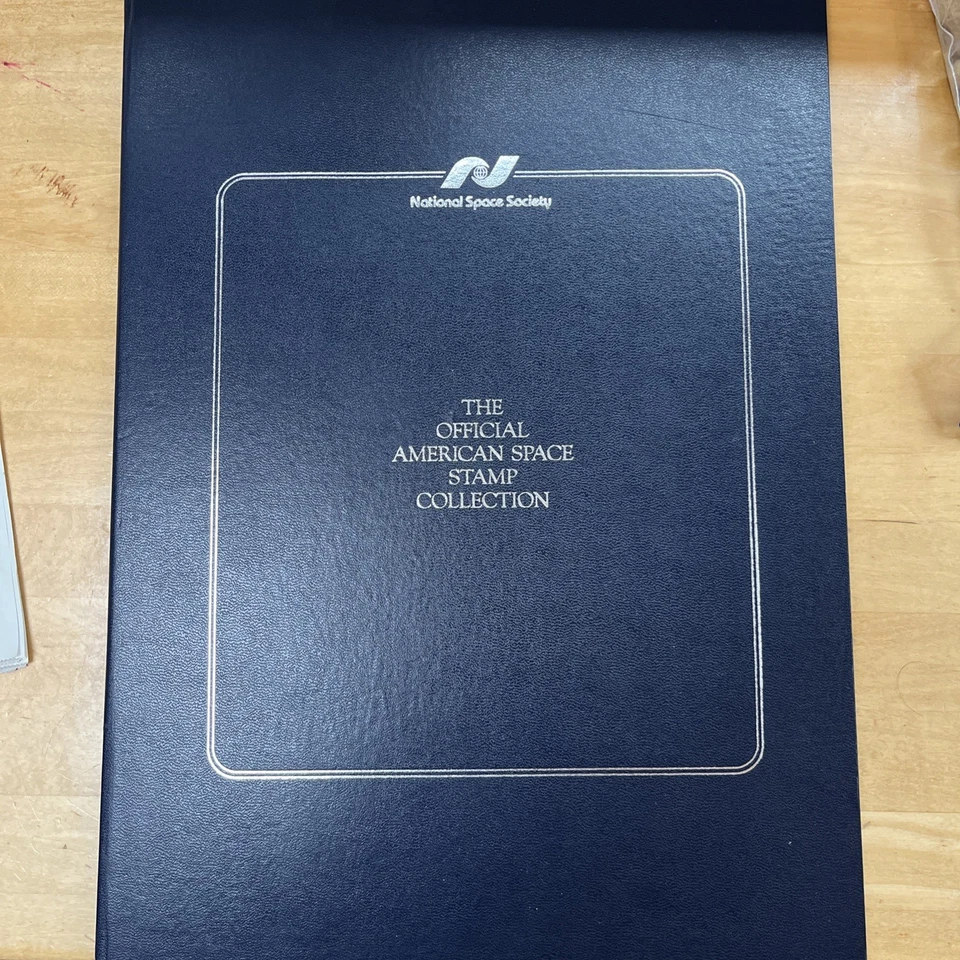 National Space Society
THE
OFFICIAL
AMERICAN SPACE
STAMP
COLLECTION